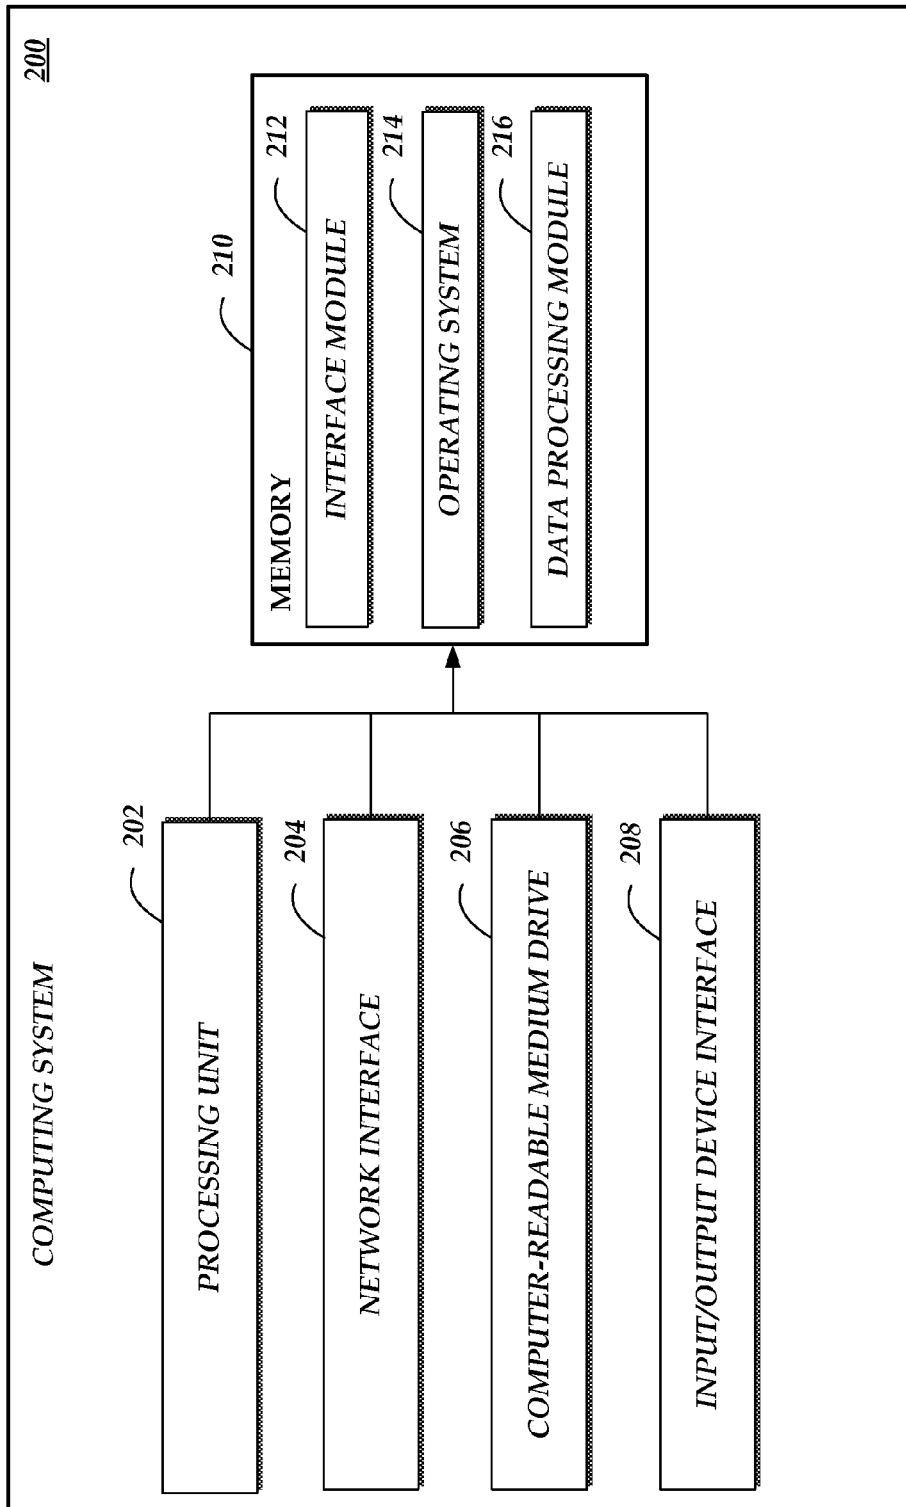 COMPUTING SYSTEM
200
202
PROCESSING UNIT
204
NETWORK INTERFACE
206
COMPUTER-READABLE MEDIUM DRIVE
208
INPUT/OUTPUT DEVICE INTERFACE
210
MEMORY
212
INTERFACE MODULE
214
OPERATING SYSTEM
216
DATA PROCESSING MODULE